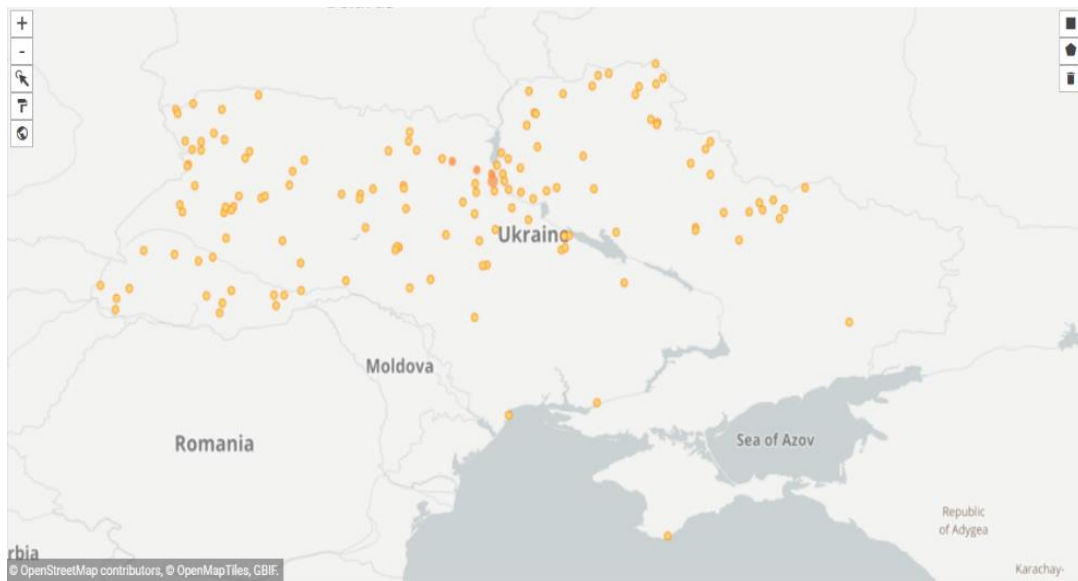 +
-
Ukraine
Moldova
Romania
Sea of Azov
Republic
of Adygea
rbia
© OpenStreetMap contributors, © OpenMapTiles, GBIF.
Karachay-